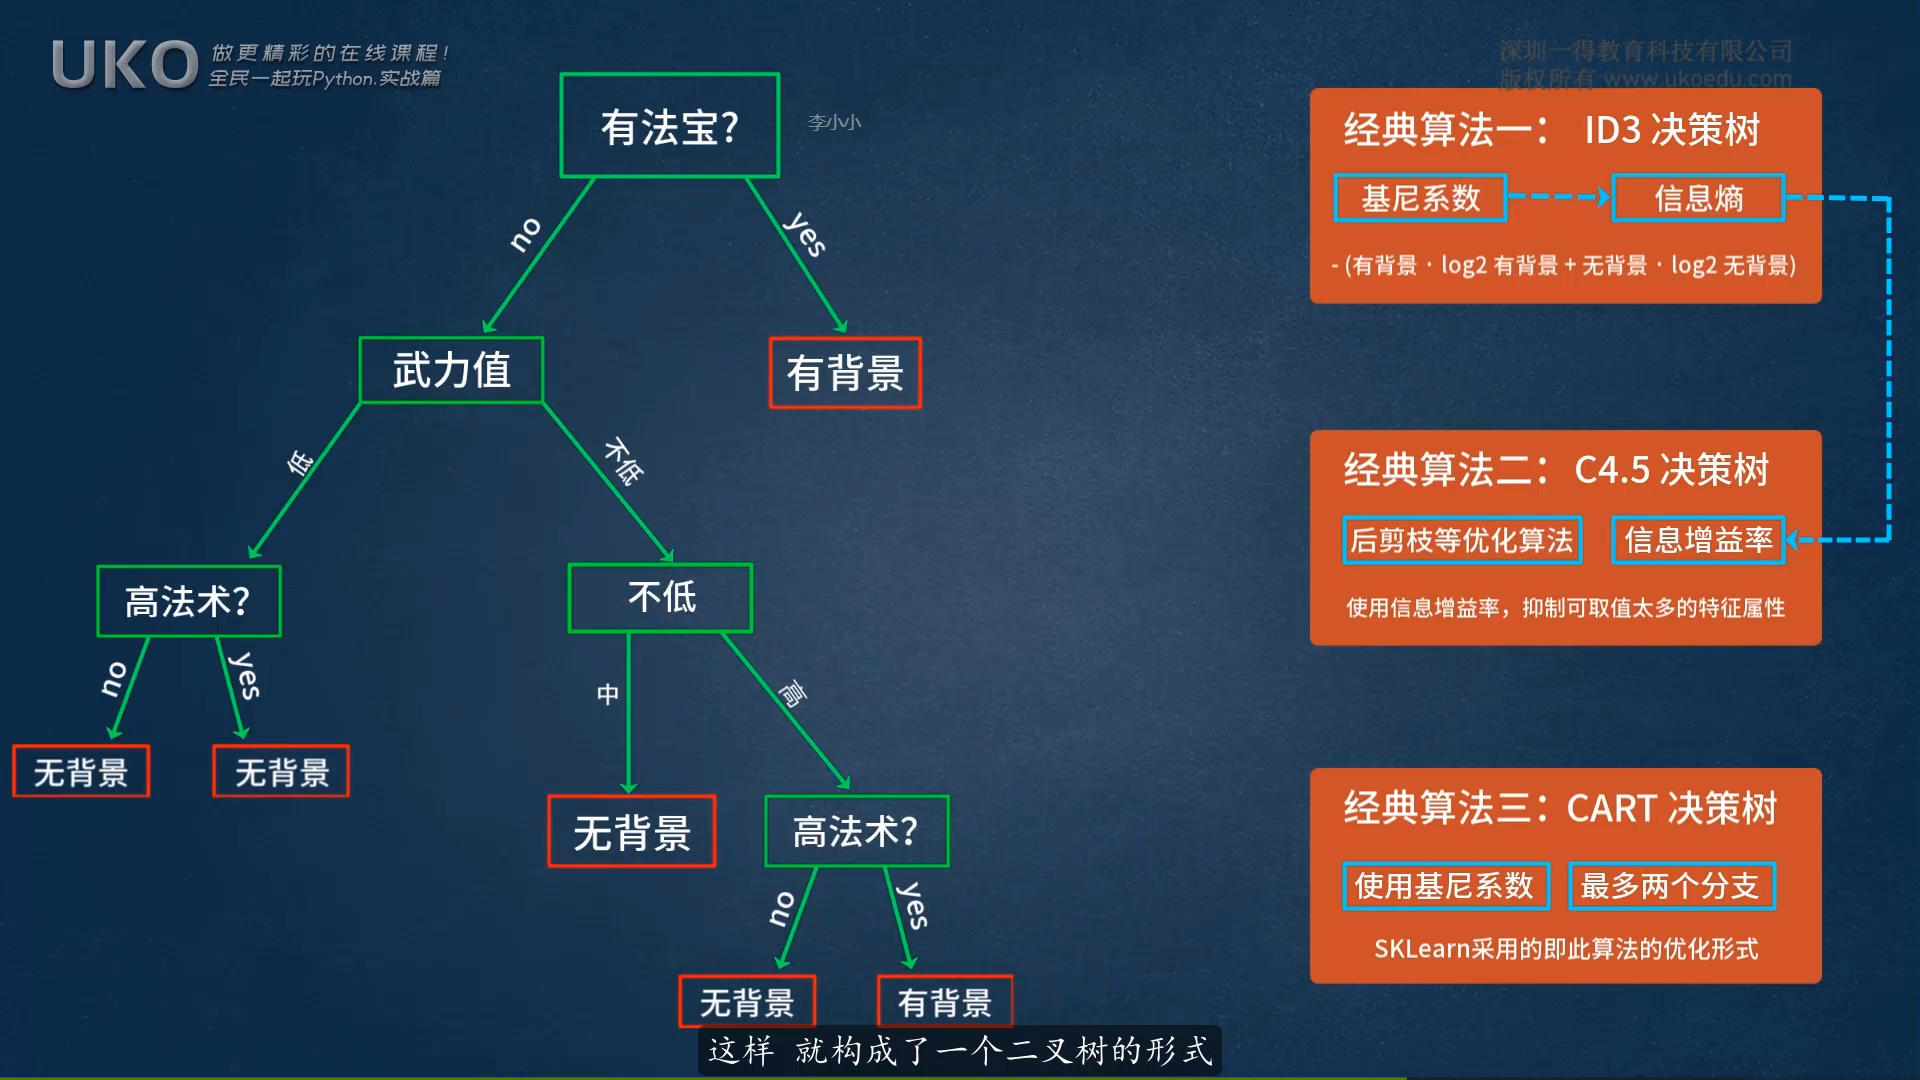 UKO
做更精彩的在线课程!
全民一起玩Python.实战篇
深圳一得教育科技有限公司
版权所有 www.ukoedu.com
李小小
有法宝?
no
yes
武力值
有背景
低
不低
高法术?
不低
no
yes
中
高
无背景
无背景
无背景
高法术?
no
yes
无背景
有背景
经典算法一： ID3 决策树
基尼系数
信息熵
- (有背景 · log2 有背景 + 无背景 · log2 无背景)
经典算法二：C4.5 决策树
后剪枝等优化算法
信息增益率
使用信息增益率，抑制可取值太多的特征属性
经典算法三：CART 决策树
使用基尼系数
最多两个分支
SKLearn采用的即此算法的优化形式
这样 就构成了一个二叉树的形式